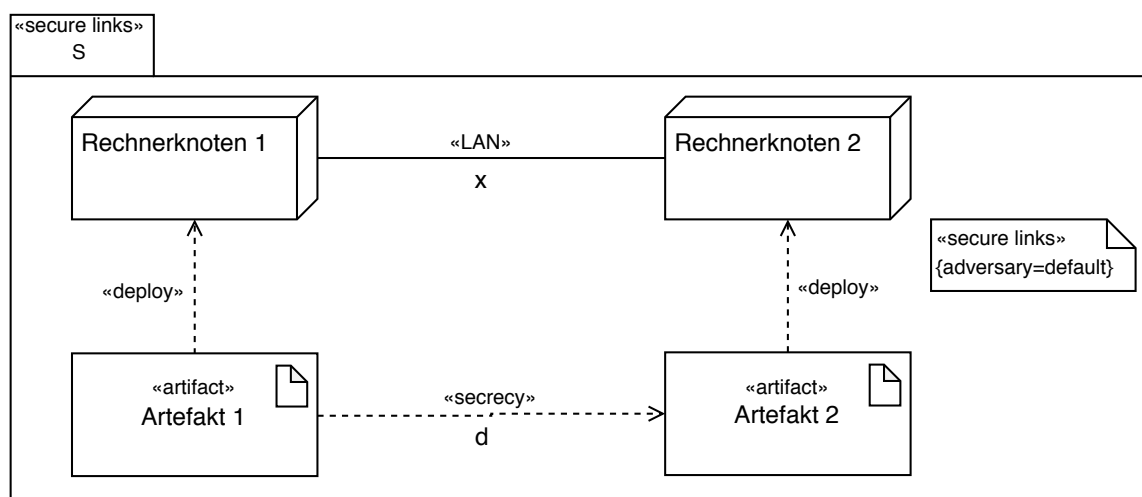 «secure links»
S
Rechnerknoten 1
«LAN»
x
Rechnerknoten 2
«secure links»
{adversary=default}
«deploy»
«deploy»
«artifact»
Artefakt 1
«secrecy»
d
«artifact»
Artefakt 2